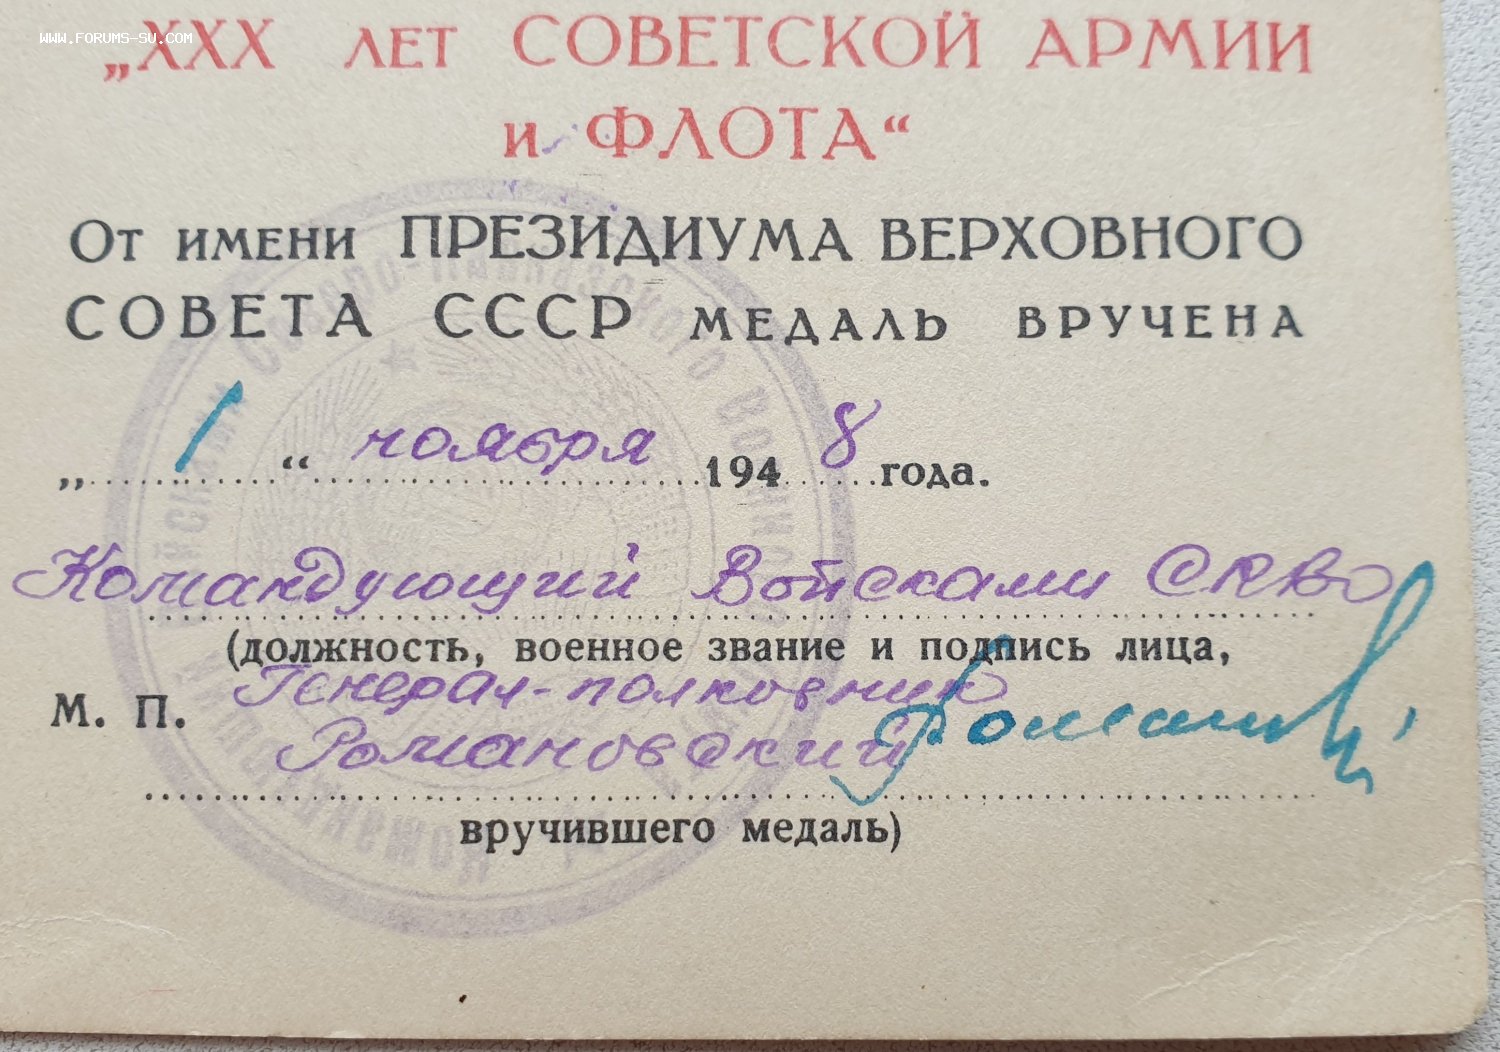 www.forums-su.com
„XXX лет СОВЕТСКОЙ АРМИИ
и ФЛОТА“
От имени ПРЕЗИДИУМА ВЕРХОВНОГО
СОВЕТА СССР медаль вручена
„ 1 “ ноября 1948 года.
Командующий Войсками СКВО
(должность, военное звание и подпись лица,
Генерал-полковник
М. П.
Романовский
вручившего медаль)